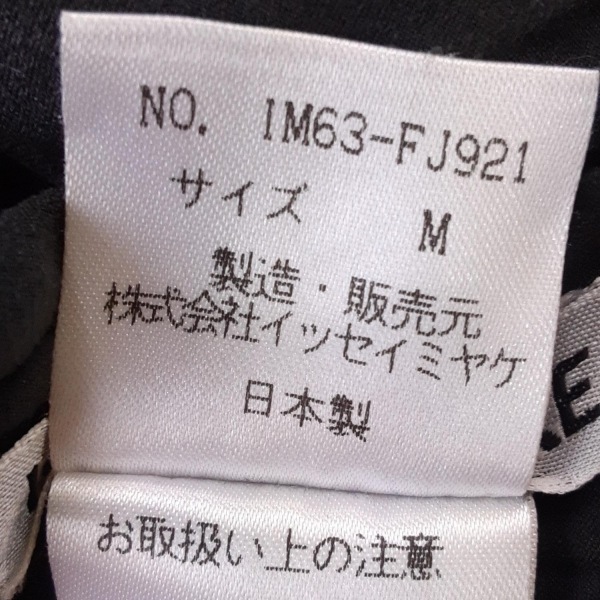 NO. IM63-FJ921
サイズ M
製造・販売元
株式会社イッセイミヤケ
日本製
お取扱い上の注意
KE